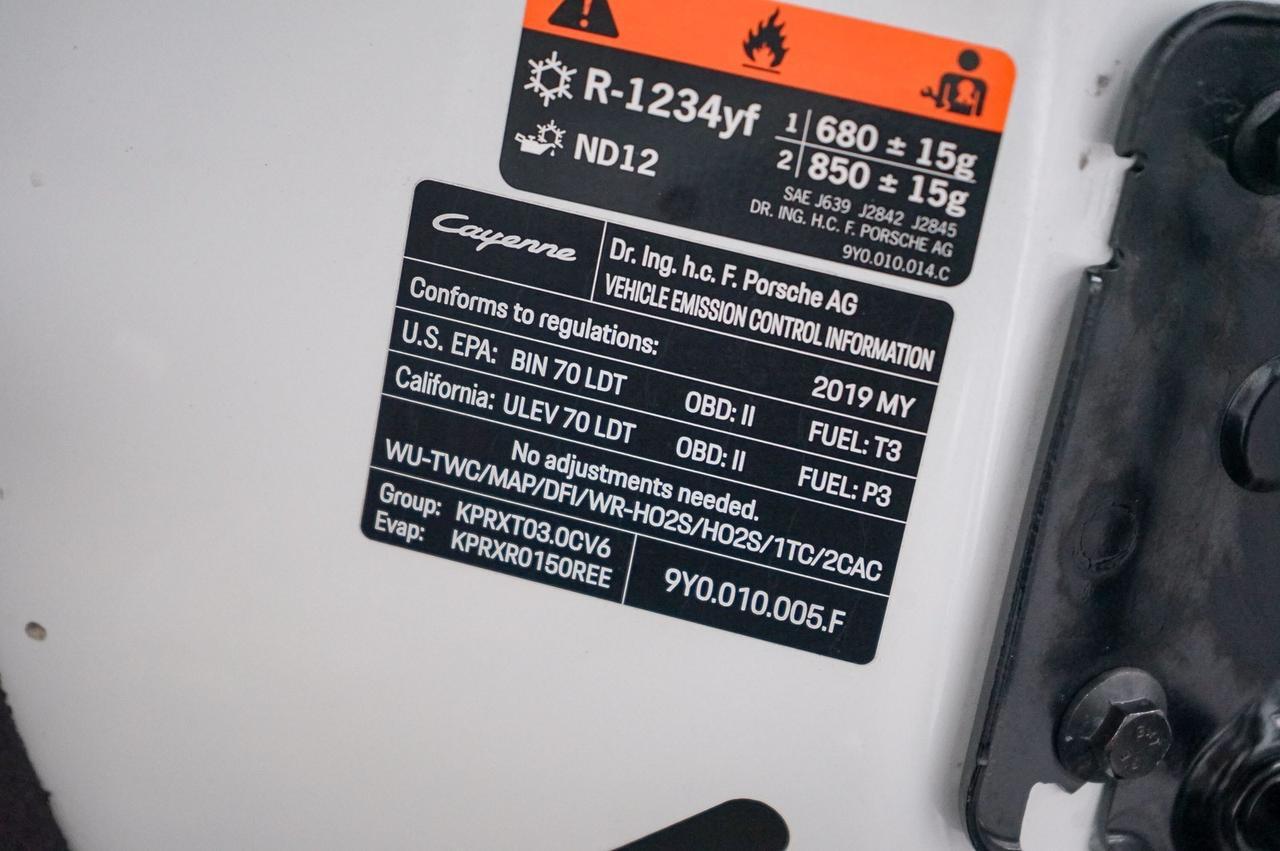 R-1234yf
1 680 ± 15g
2 850 ± 15g
ND12
SAE J639 J2842 J2845
DR. ING. H.C. F. PORSCHE AG
9Y0.010.014.C
Cayenne
Dr. Ing. h.c. F. Porsche AG
VEHICLE EMISSION CONTROL INFORMATION
Conforms to regulations: 2019 MY
U.S. EPA: BIN 70 LDT OBD: II FUEL: T3
California: ULEV 70 LDT OBD: II FUEL: P3
No adjustments needed.
WU-TWC/MAP/DFI/WR-HO2S/HO2S/1TC/2CAC
Group: KPRXT03.0CV6
Evap: KPRXR0150REE
9Y0.010.005.F